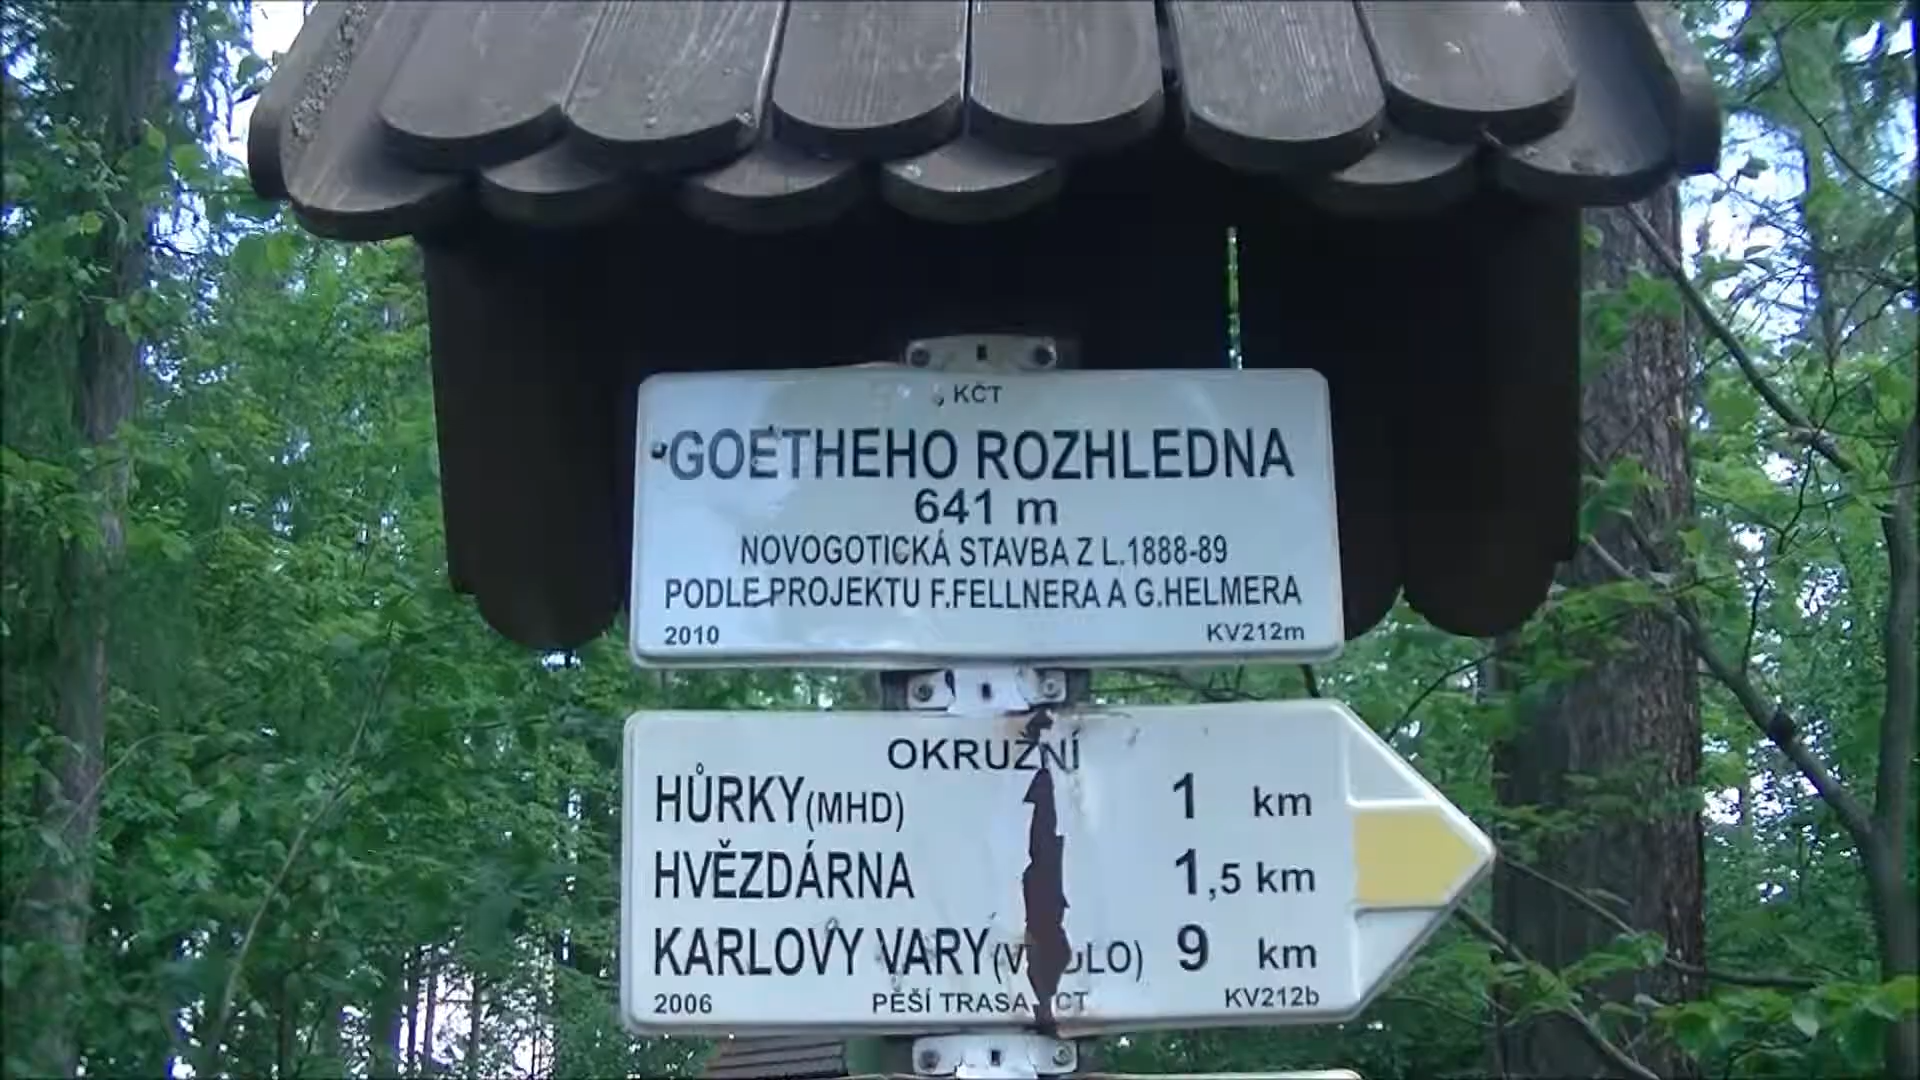 KČT
GOETHEHO ROZHLEDNA
641 m
NOVOGOTICKÁ STAVBA Z L.1888-89
PODLE PROJEKTU F.FELLNERA A G.HELMERA
2010 KV212m
OKRUŽNÍ
HŮRKY(MHD) 1 km
HVĚZDÁRNA 1,5 km
KARLOVY VARY 9 km
2006 PĚŠÍ TRASA KV212b